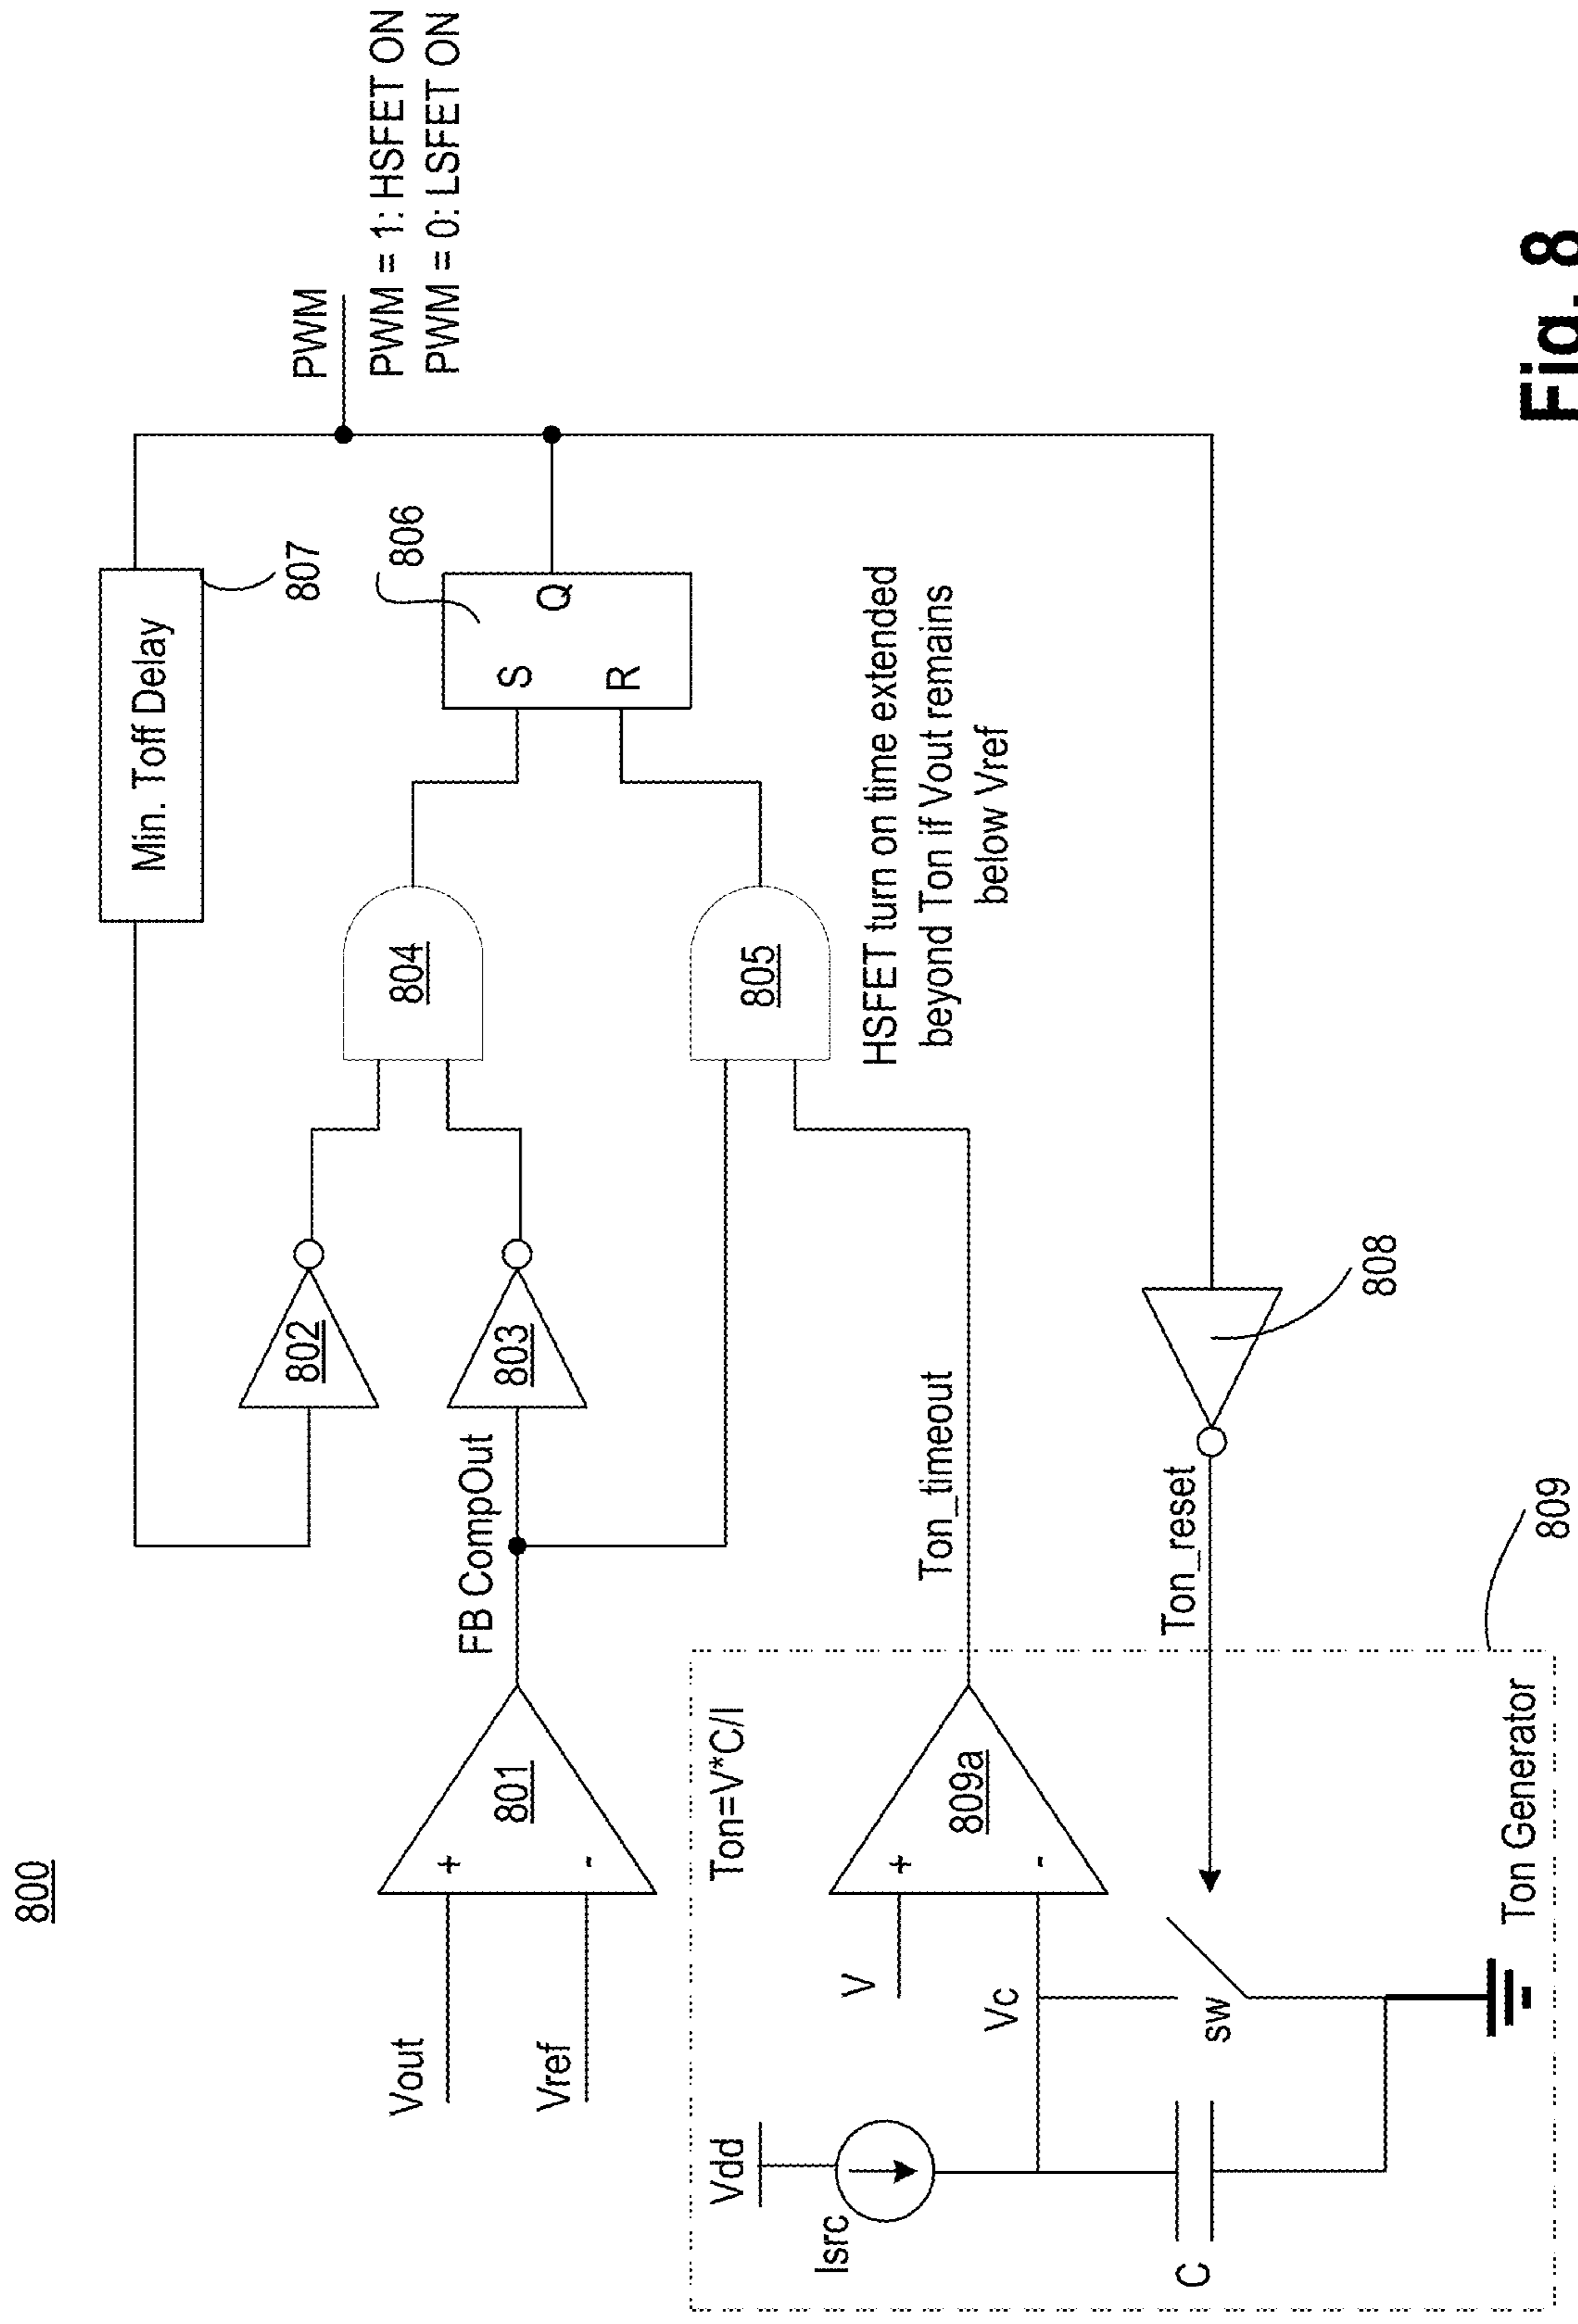 800
Min. Toff Delay
807
PWM
PWM = 1: HSFET ON
PWM = 0: LSFET ON
802
804
806
S
Q
R
Vout
+
801
FB CompOut
803
Vref
-
805
HSFET turn on time extended
beyond Ton if Vout remains
below Vref
Ton=V*C/I
Vdd
Isrc
V
+
809a
Ton_timeout
Vc
-
C
sw
Ton_reset
808
Ton Generator
809
Fig. 8